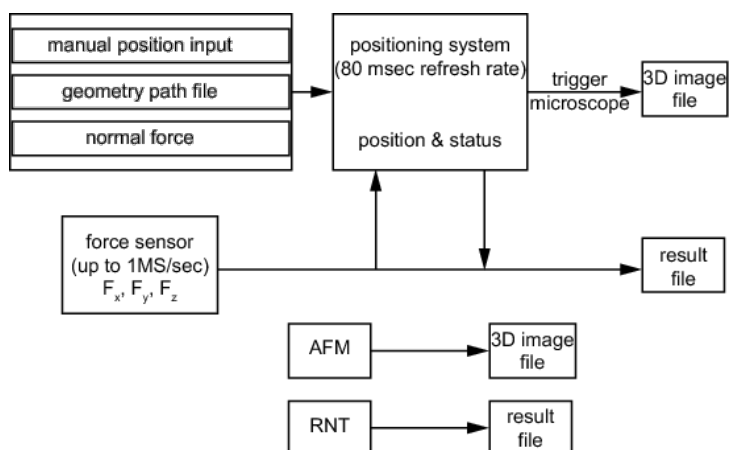 manual position input
geometry path file
normal force
positioning system
(80 msec refresh rate)
position & status
trigger
microscope
3D image
file
force sensor
(up to 1MS/sec)
Fx, Fy, Fz
result
file
AFM
3D image
file
RNT
result
file